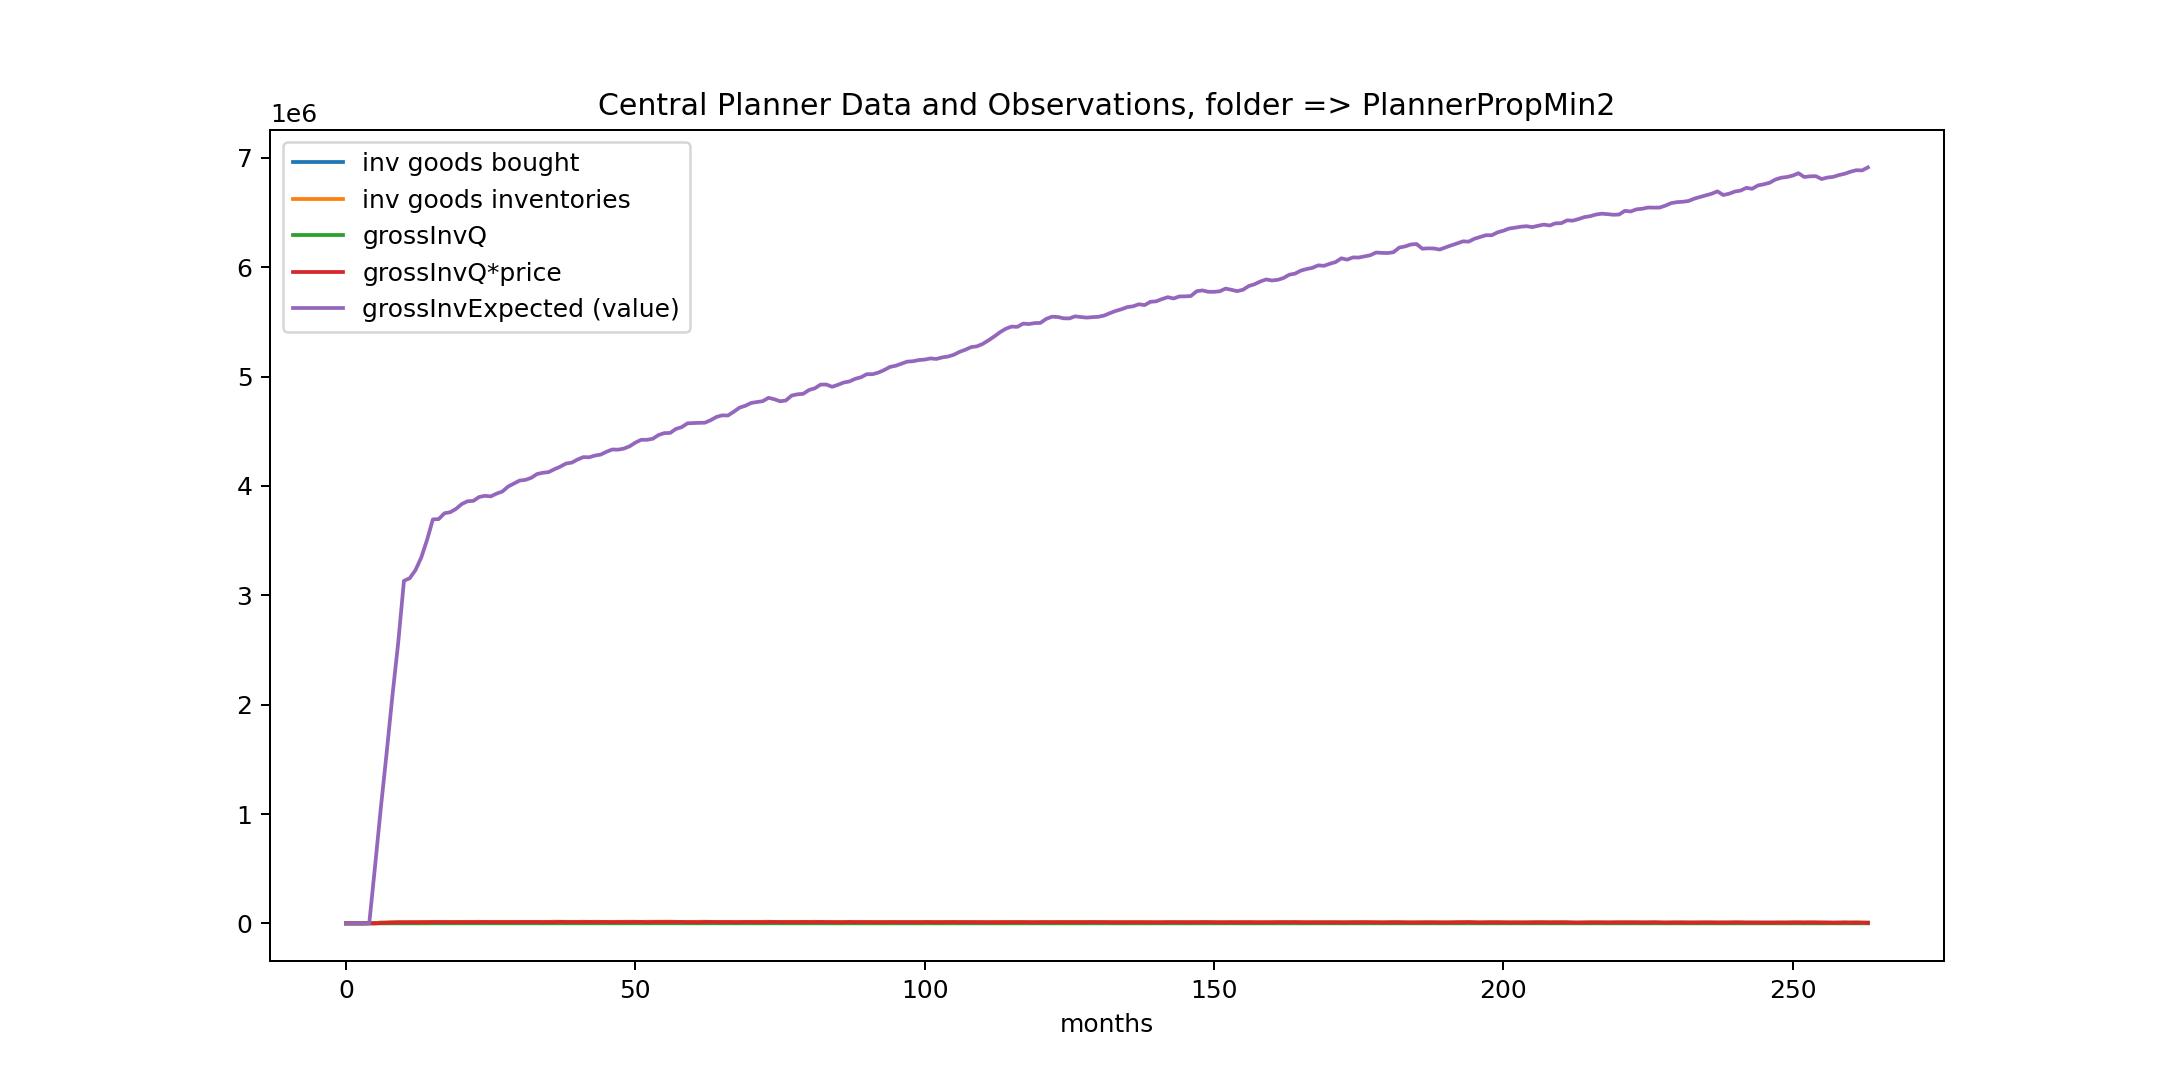 Central Planner Data and Observations, folder => PlannerPropMin2
1e6
inv goods bought
inv goods inventories
grossInvQ
grossInvQ*price
grossInvExpected (value)
7
6
5
4
3
2
1
0
0 50 100 150 200 250
months